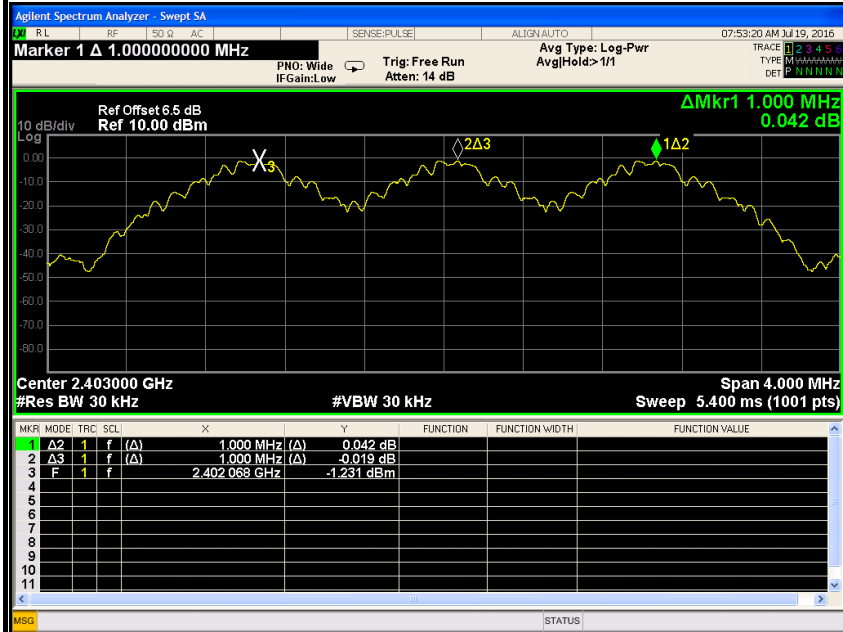 Agilent Spectrum Analyzer - Swept SA
LXI RL RF 50 Ω AC SENSE:PULSE ALIGN AUTO 07:53:20 AM Jul 19, 2016
Marker 1 Δ 1.000000000 MHz
PNO: Wide Trig: Free Run Avg Type: Log-Pwr TRACE 1 2 3 4 5 6
IFGain:Low Atten: 14 dB Avg|Hold:>1/1 TYPE M
DET P N N N N N
ΔMkr1 1.000 MHz
0.042 dB
Ref Offset 6.5 dB
10 dB/div Ref 10.00 dBm
Log
2Δ3 1Δ2
3
0.00
-10.0
-20.0
-30.0
-40.0
-50.0
-60.0
-70.0
-80.0
Center 2.403000 GHz Span 4.000 MHz
#Res BW 30 kHz #VBW 30 kHz Sweep 5.400 ms (1001 pts)
MKR MODE TRC SCL X Y FUNCTION FUNCTION WIDTH FUNCTION VALUE
1 Δ2 1 f (Δ) 1.000 MHz (Δ) 0.042 dB
2 Δ3 1 f (Δ) 1.000 MHz (Δ) -0.019 dB
3 F 1 f 2.402 068 GHz -1.231 dBm
4
5
6
7
8
9
10
11
MSG STATUS